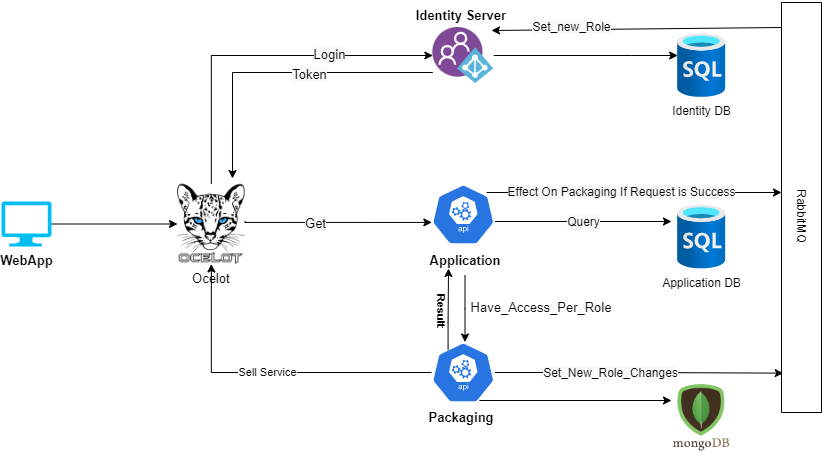 Identity Server
Set_new_Role
Login
Token
SQL
Identity DB
RabbitMQ
Effect On Packaging If Request is Success
WebApp
OCELOT
Ocelot
Get
api
Application
Query
SQL
Application DB
Result
Have_Access_Per_Role
Sell Service
api
Packaging
Set_New_Role_Changes
mongoDB